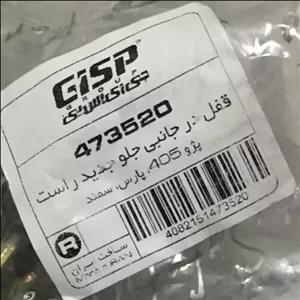 GISP
جی‌آی‌اس‌پی
473520
قفل در جانبی جلو جدید راست
پژو 405، پارس، سمند
4082151473520
R
ساخت ایران
MADE IN IRAN